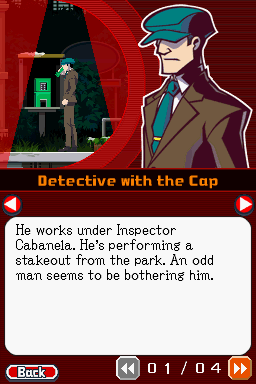 Detective with the Cap
He works under Inspector
Cabanela. He's performing a
stakeout from the park. An odd
man seems to be bothering him.
Back
01/04